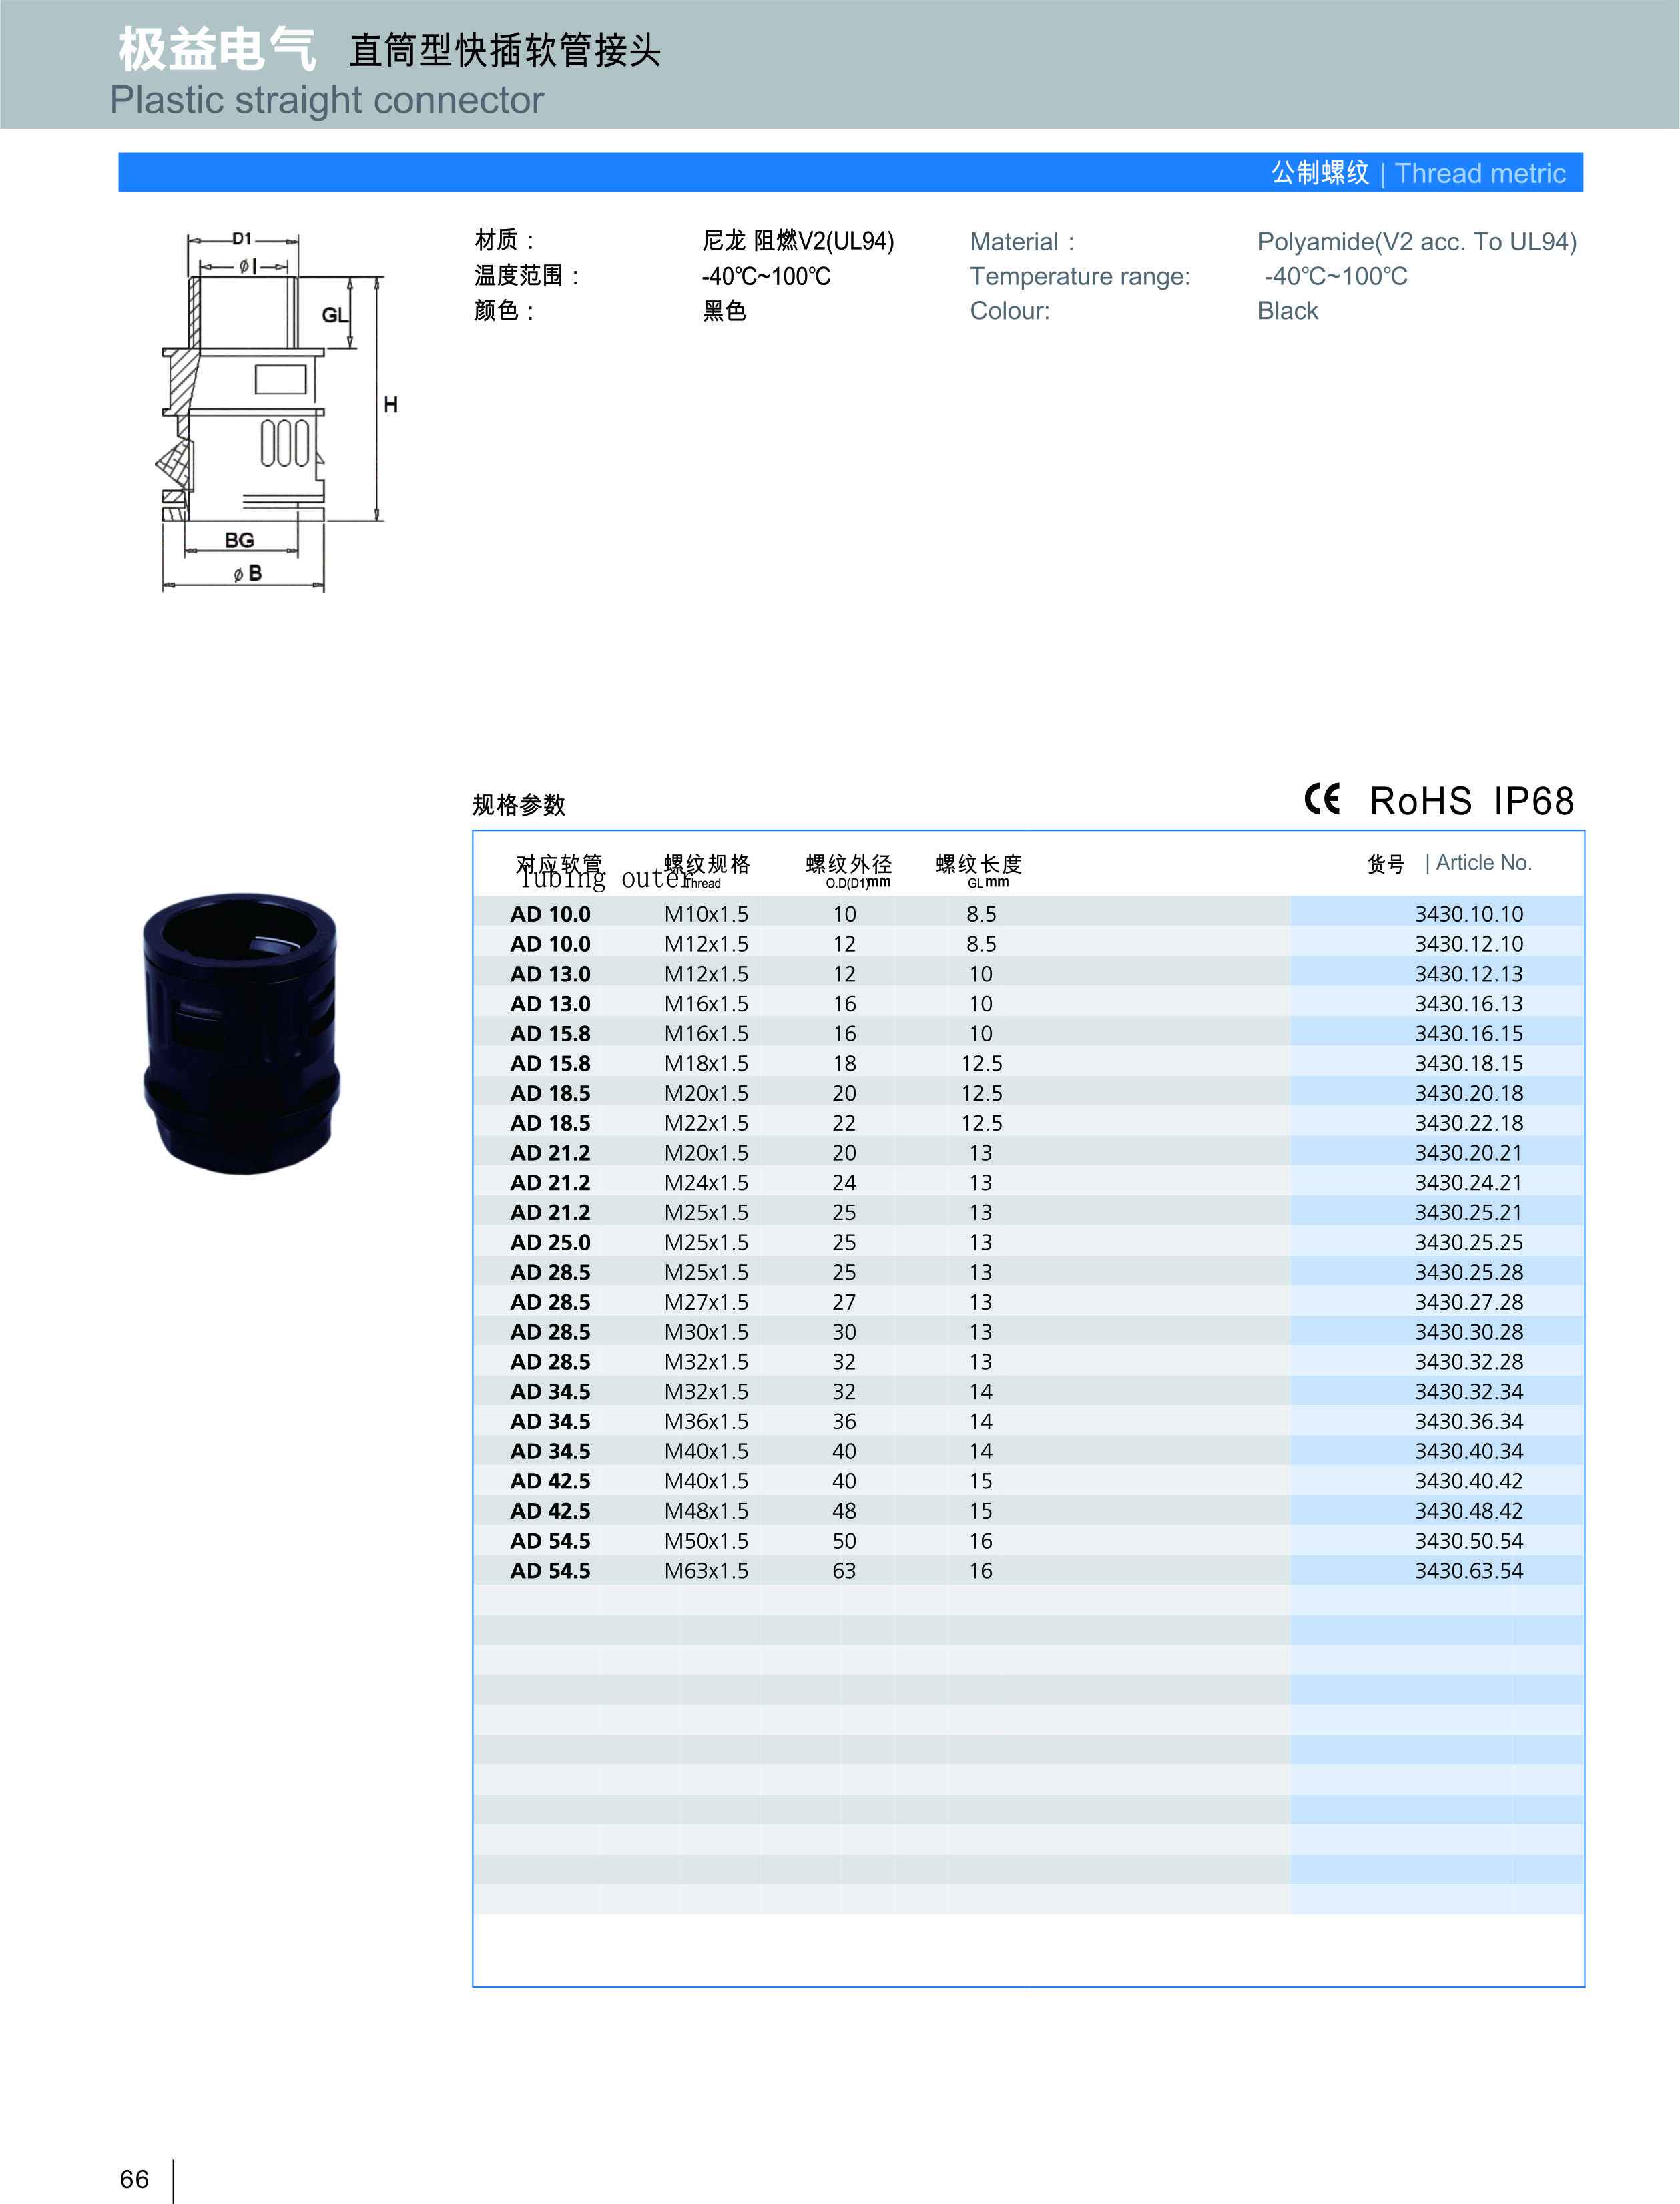 极益电气 直筒型快插软管接头
Plastic straight connector
公制螺纹 | Thread metric
D1
ϕI
GL
H
BG
ϕB
材质： 尼龙 阻燃V2(UL94) Material： Polyamide(V2 acc. To UL94)
温度范围： -40℃~100℃ Temperature range: -40℃~100℃
颜色： 黑色 Colour: Black
规格参数 CE RoHS IP68
对应软管 螺纹规格 螺纹外径 螺纹长度 货号 | Article No.
Tubing outer Thread O.D(D1)mm GL mm
AD 10.0 M10x1.5 10 8.5 3430.10.10
AD 10.0 M12x1.5 12 8.5 3430.12.10
AD 13.0 M12x1.5 12 10 3430.12.13
AD 13.0 M16x1.5 16 10 3430.16.13
AD 15.8 M16x1.5 16 10 3430.16.15
AD 15.8 M18x1.5 18 12.5 3430.18.15
AD 18.5 M20x1.5 20 12.5 3430.20.18
AD 18.5 M22x1.5 22 12.5 3430.22.18
AD 21.2 M20x1.5 20 13 3430.20.21
AD 21.2 M24x1.5 24 13 3430.24.21
AD 21.2 M25x1.5 25 13 3430.25.21
AD 25.0 M25x1.5 25 13 3430.25.25
AD 28.5 M25x1.5 25 13 3430.25.28
AD 28.5 M27x1.5 27 13 3430.27.28
AD 28.5 M30x1.5 30 13 3430.30.28
AD 28.5 M32x1.5 32 13 3430.32.28
AD 34.5 M32x1.5 32 14 3430.32.34
AD 34.5 M36x1.5 36 14 3430.36.34
AD 34.5 M40x1.5 40 14 3430.40.34
AD 42.5 M40x1.5 40 15 3430.40.42
AD 42.5 M48x1.5 48 15 3430.48.42
AD 54.5 M50x1.5 50 16 3430.50.54
AD 54.5 M63x1.5 63 16 3430.63.54
66